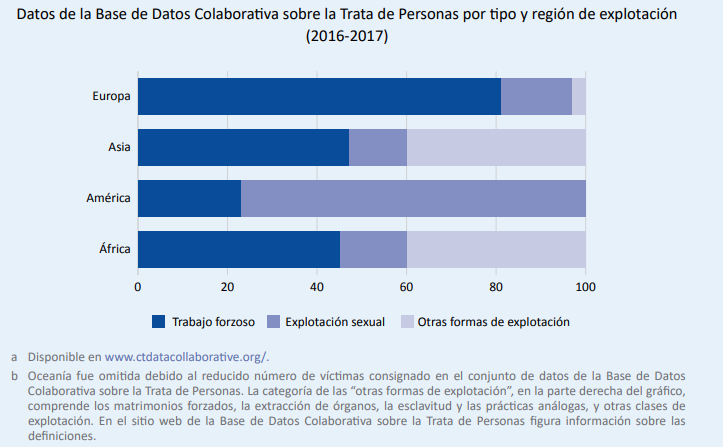 Datos de la Base de Datos Colaborativa sobre la Trata de Personas por tipo y región de explotación
(2016-2017)
Europa
Asia
América
África
0 20 40 60 80 100
Trabajo forzoso Explotación sexual Otras formas de explotación
a Disponible en www.ctdatacollaborative.org/.
b Oceanía fue omitida debido al reducido número de víctimas consignado en el conjunto de datos de la Base de Datos
Colaborativa sobre la Trata de Personas. La categoría de las “otras formas de explotación”, en la parte derecha del gráfico,
comprende los matrimonios forzados, la extracción de órganos, la esclavitud y las prácticas análogas, y otras clases de
explotación. En el sitio web de la Base de Datos Colaborativa sobre la Trata de Personas figura información sobre las
definiciones.